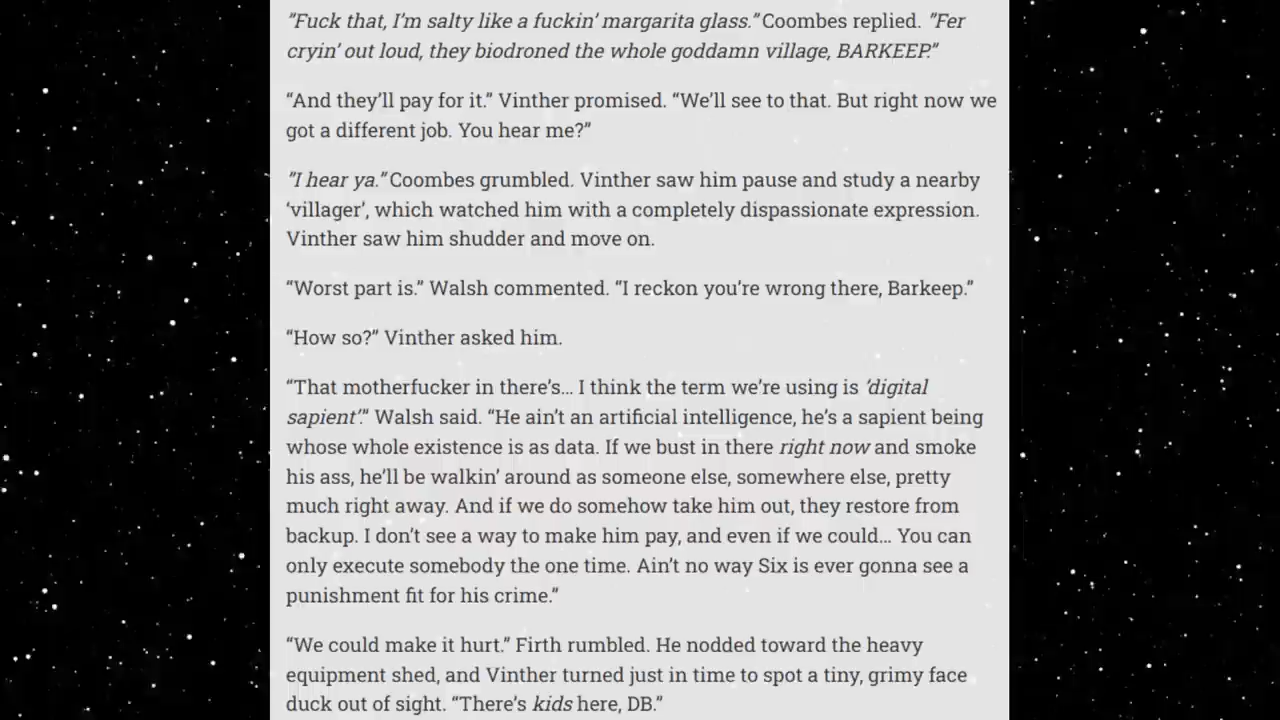 ”Fuck that, I’m salty like a fuckin’ margarita glass.” Coombes replied. ”Fer
cryin’ out loud, they biodroned the whole goddamn village, BARKEEP.”
“And they’ll pay for it.” Vinther promised. “We’ll see to that. But right now we
got a different job. You hear me?”
”I hear ya.” Coombes grumbled. Vinther saw him pause and study a nearby
‘villager’, which watched him with a completely dispassionate expression.
Vinther saw him shudder and move on.
“Worst part is.” Walsh commented. “I reckon you’re wrong there, Barkeep.”
“How so?” Vinther asked him.
“That motherfucker in there’s… I think the term we’re using is ’digital
sapient’.” Walsh said. “He ain’t an artificial intelligence, he’s a sapient being
whose whole existence is as data. If we bust in there right now and smoke
his ass, he’ll be walkin’ around as someone else, somewhere else, pretty
much right away. And if we do somehow take him out, they restore from
backup. I don’t see a way to make him pay, and even if we could… You can
only execute somebody the one time. Ain’t no way Six is ever gonna see a
punishment fit for his crime.”
“We could make it hurt.” Firth rumbled. He nodded toward the heavy
equipment shed, and Vinther turned just in time to spot a tiny, grimy face
duck out of sight. “There’s kids here, DB.”